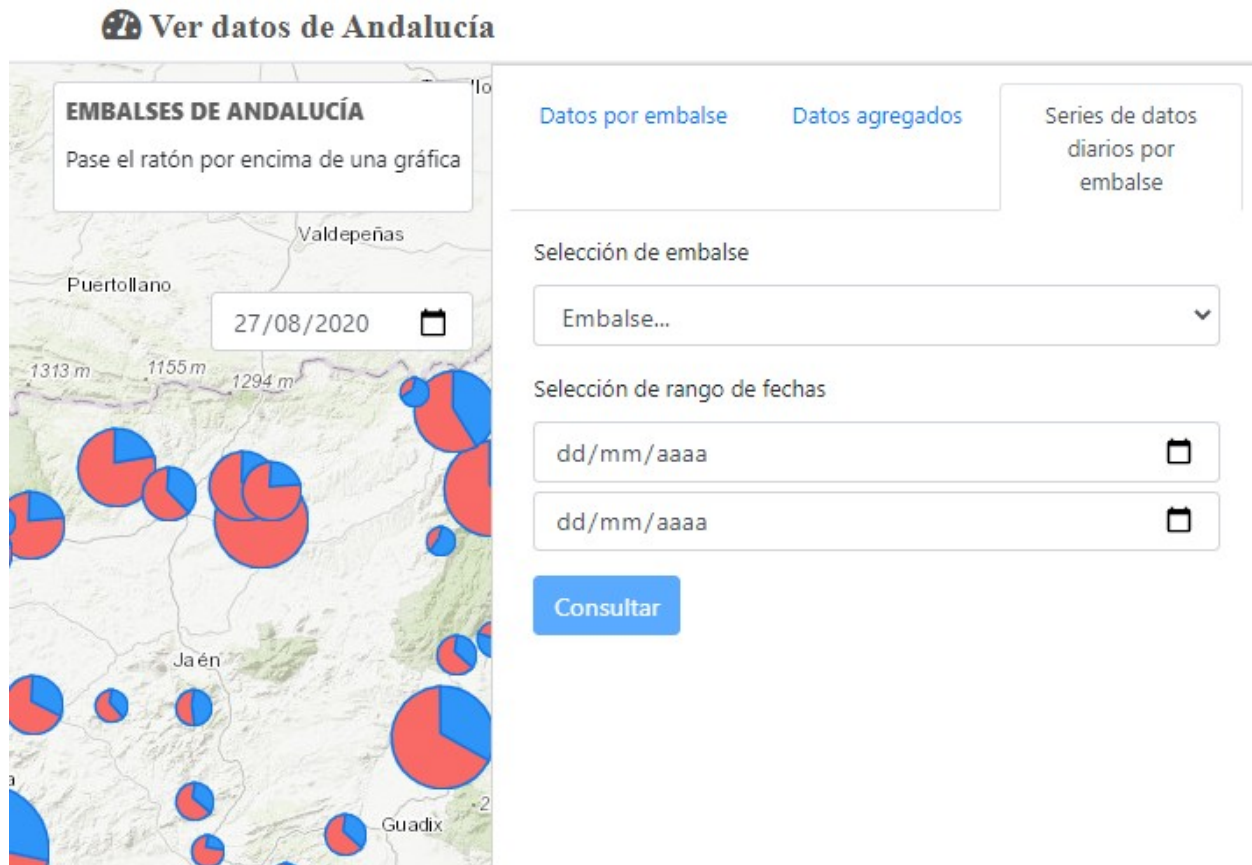 Ver datos de Andalucía
EMBALSES DE ANDALUCÍA
Pase el ratón por encima de una gráfica
Valdepeñas
Puertollano
27/08/2020
1313 m
1155 m
1294 m
Jaén
Guadix
Datos por embalse
Datos agregados
Series de datos
diarios por
embalse
Selección de embalse
Embalse...
Selección de rango de fechas
dd/mm/aaaa
dd/mm/aaaa
Consultar